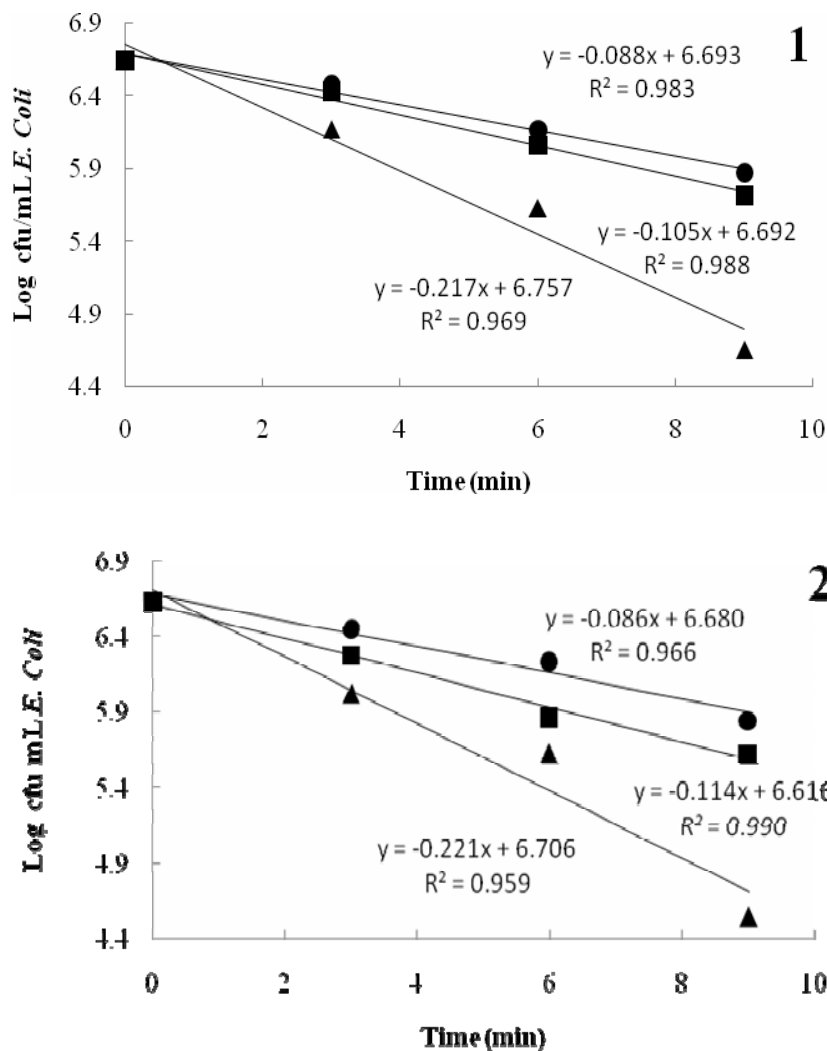 1
6.9
6.4
5.9
5.4
4.9
4.4
Log cfu/mL E. Coli
y = -0.088x + 6.693
R² = 0.983
y = -0.105x + 6.692
R² = 0.988
y = -0.217x + 6.757
R² = 0.969
0 2 4 6 8 10
Time (min)
2
6.9
6.4
5.9
5.4
4.9
4.4
Log cfu mL E. Coli
y = -0.086x + 6.680
R² = 0.966
y = -0.114x + 6.616
R² = 0.990
y = -0.221x + 6.706
R² = 0.959
0 2 4 6 8 10
Time (min)